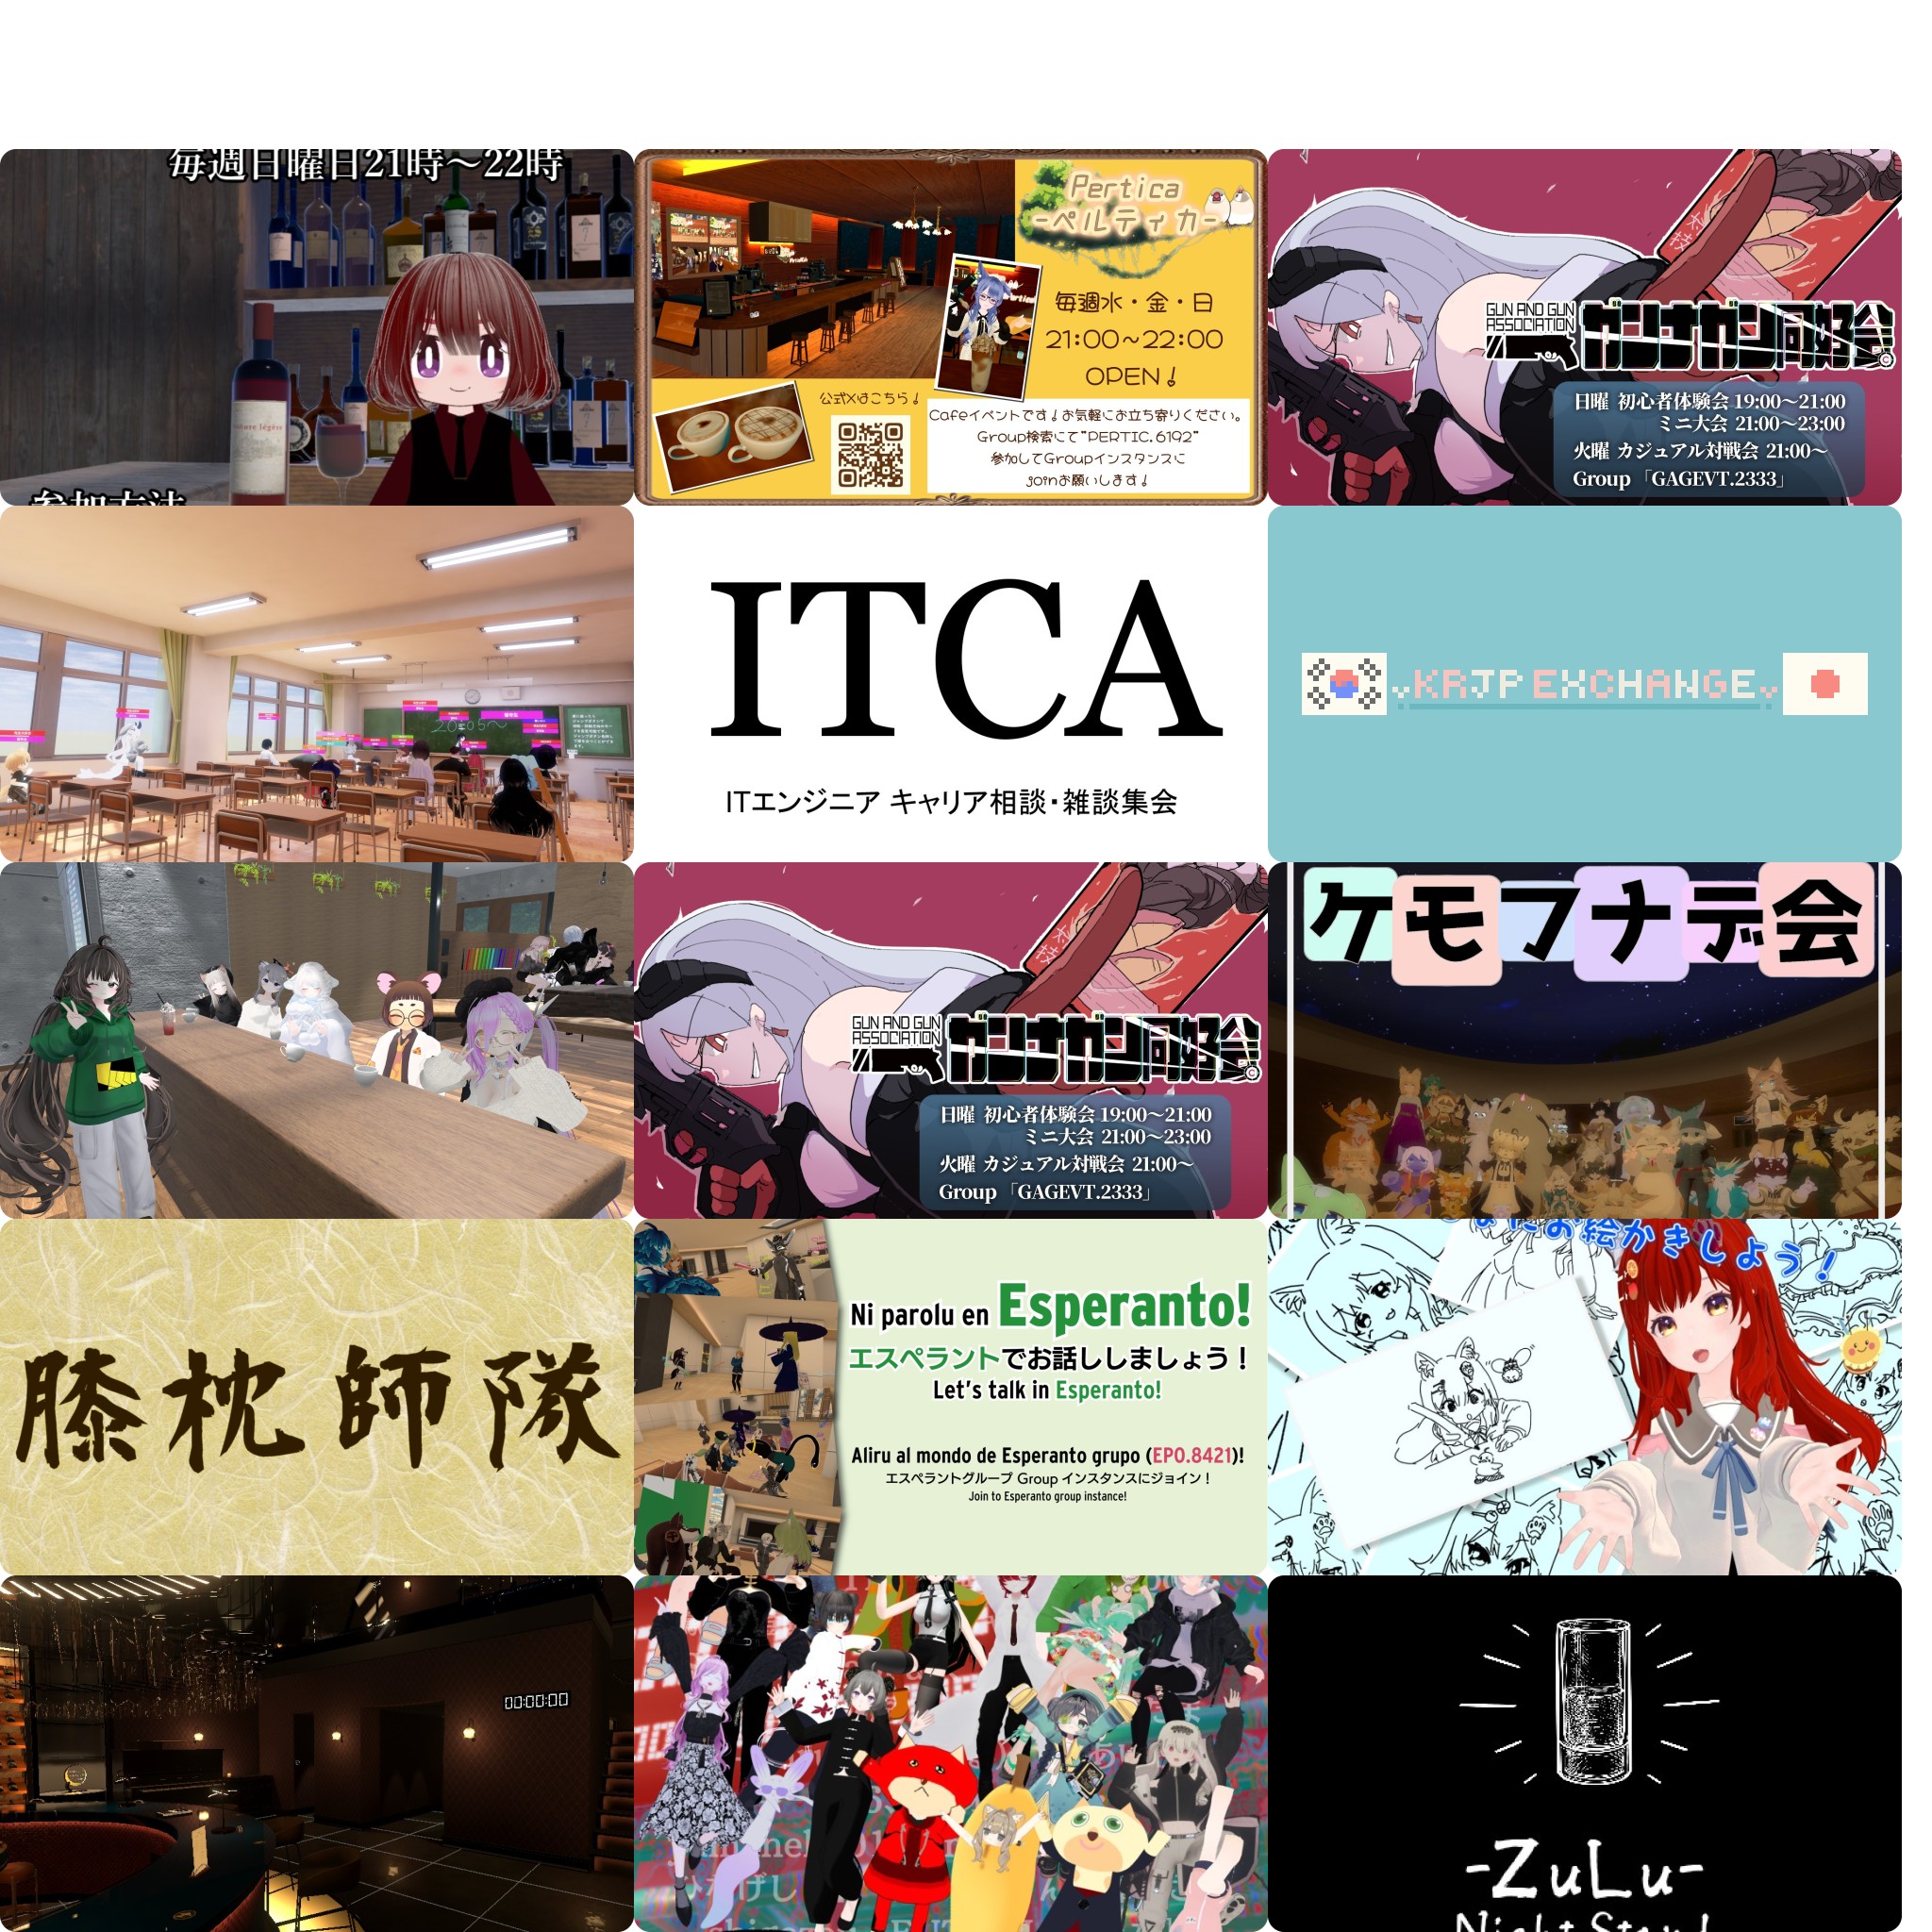 毎週日曜日21時～22時
参加方法
Pertica
-ペルティカ-
毎週水・金・日
21:00～22:00
OPEN!
公式Xはこちら!
Cafeイベントです!お気軽にお立ち寄りください。
Group検索にて"PERTIC.6192"
参加してGroupインスタンスに
joinお願いします!
GUN AND GUN
ASSOCIATION
ガンナガン同好会
日曜 初心者体験会 19:00～21:00
ミニ大会 21:00～23:00
火曜 カジュアル対戦会 21:00～
Group「GAGEVT.2333」
20:05～
ITCA
ITエンジニア キャリア相談・雑談集会
KRJP EXCHANGE
GUN AND GUN
ASSOCIATION
ガンナガン同好会
日曜 初心者体験会 19:00～21:00
ミニ大会 21:00～23:00
火曜 カジュアル対戦会 21:00～
Group「GAGEVT.2333」
ケモフナデ会
膝枕師隊
Ni parolu en Esperanto!
エスペラントでお話ししましょう！
Let's talk in Esperanto!
Aliru al mondo de Esperanto grupo (EPO.8421)!
エスペラントグループ Group インスタンスにジョイン！
Join to Esperanto group instance!
お絵かきしよう！
00:00:00
-ZuLu-